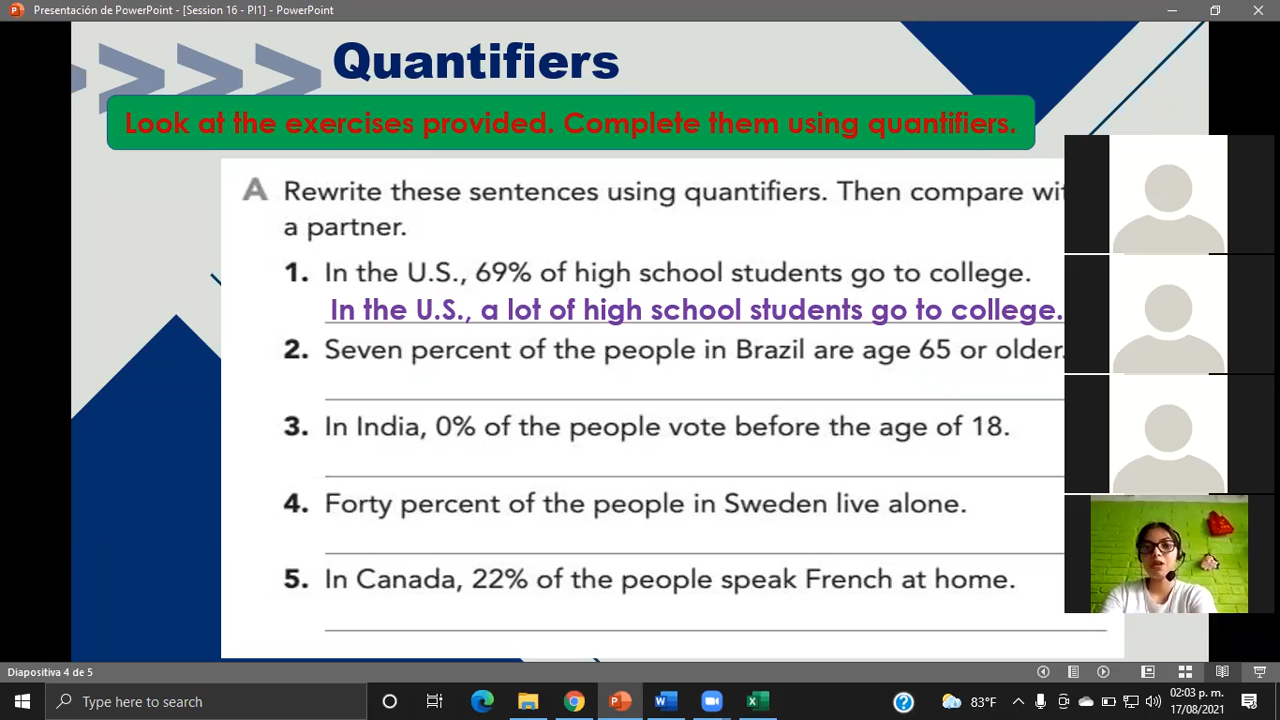 Presentación de PowerPoint - [Session 16 - PI1] - PowerPoint
Quantifiers
Look at the exercises provided. Complete them using quantifiers.
A Rewrite these sentences using quantifiers. Then compare wit
a partner.
1. In the U.S., 69% of high school students go to college.
In the U.S., a lot of high school students go to college.
2. Seven percent of the people in Brazil are age 65 or older.
3. In India, 0% of the people vote before the age of 18.
4. Forty percent of the people in Sweden live alone.
5. In Canada, 22% of the people speak French at home.
Diapositiva 4 de 5
Type here to search
83°F
02:03 p. m.
17/08/2021